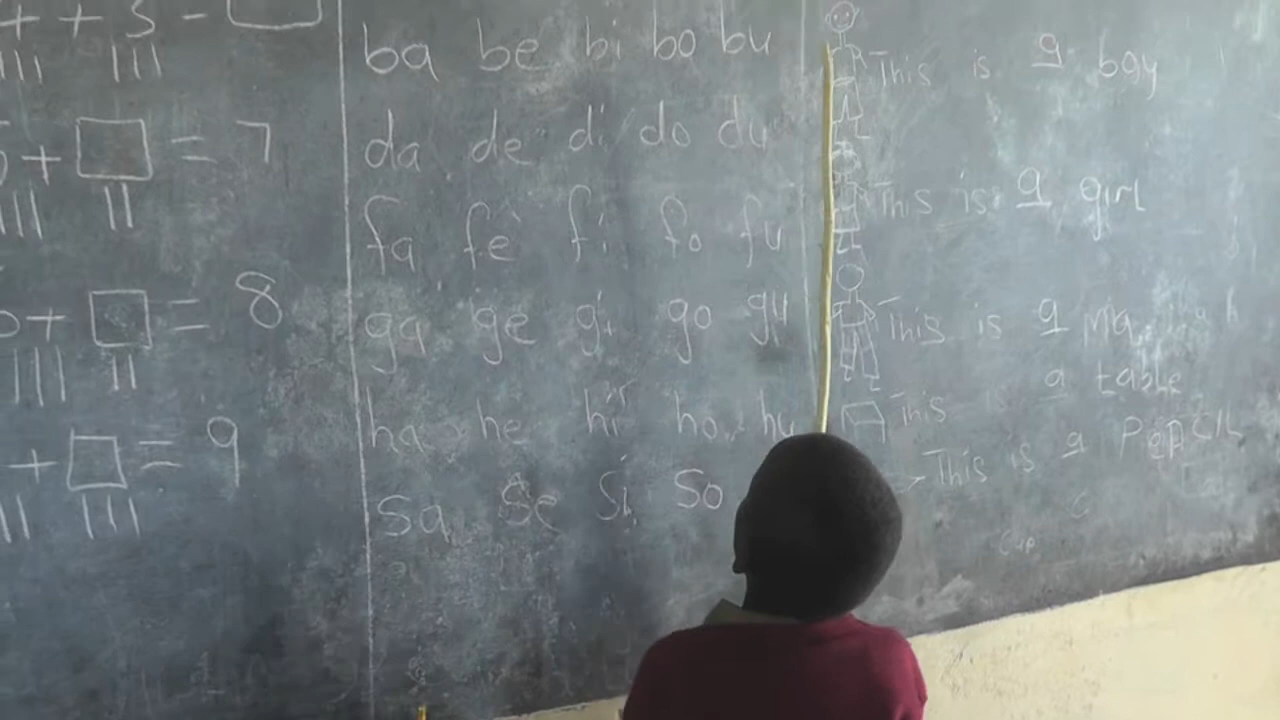 + 3 =
+ □ = 7
+ □ = 8
+ □ = 9
ba be bi bo bu
da de di do du
fa fe fi fo fu
ga ge gi go gu
ha he hi ho hu
sa se si so
This is a boy
This is a girl
This is a
a table
This
This is a
cup